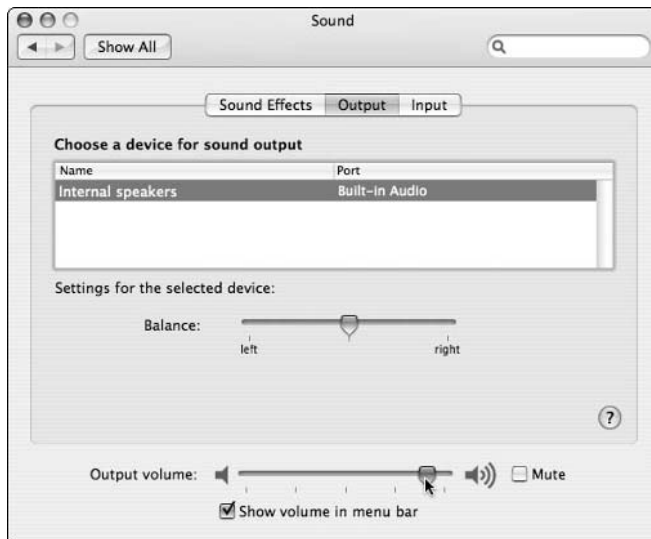 Sound
Show All
Sound Effects Output Input
Choose a device for sound output
Name Port
Internal speakers Built-in Audio
Settings for the selected device:
Balance:
left right
?
Output volume: Mute
Show volume in menu bar